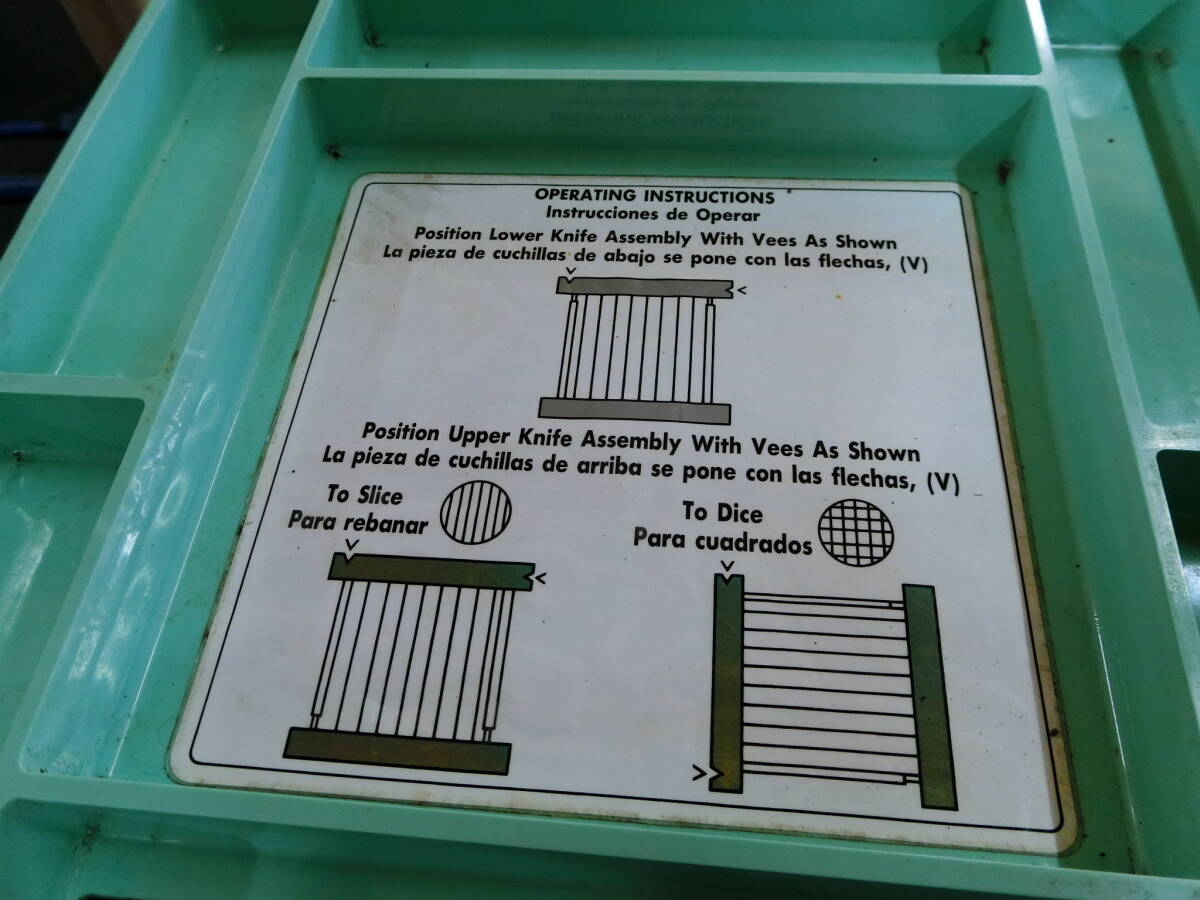 OPERATING INSTRUCTIONS
Instrucciones de Operar
Position Lower Knife Assembly With Vees As Shown
La pieza de cuchillas de abajo se pone con las flechas, (V)
Position Upper Knife Assembly With Vees As Shown
La pieza de cuchillas de arriba se pone con las flechas, (V)
To Slice
Para rebanar
To Dice
Para cuadrados